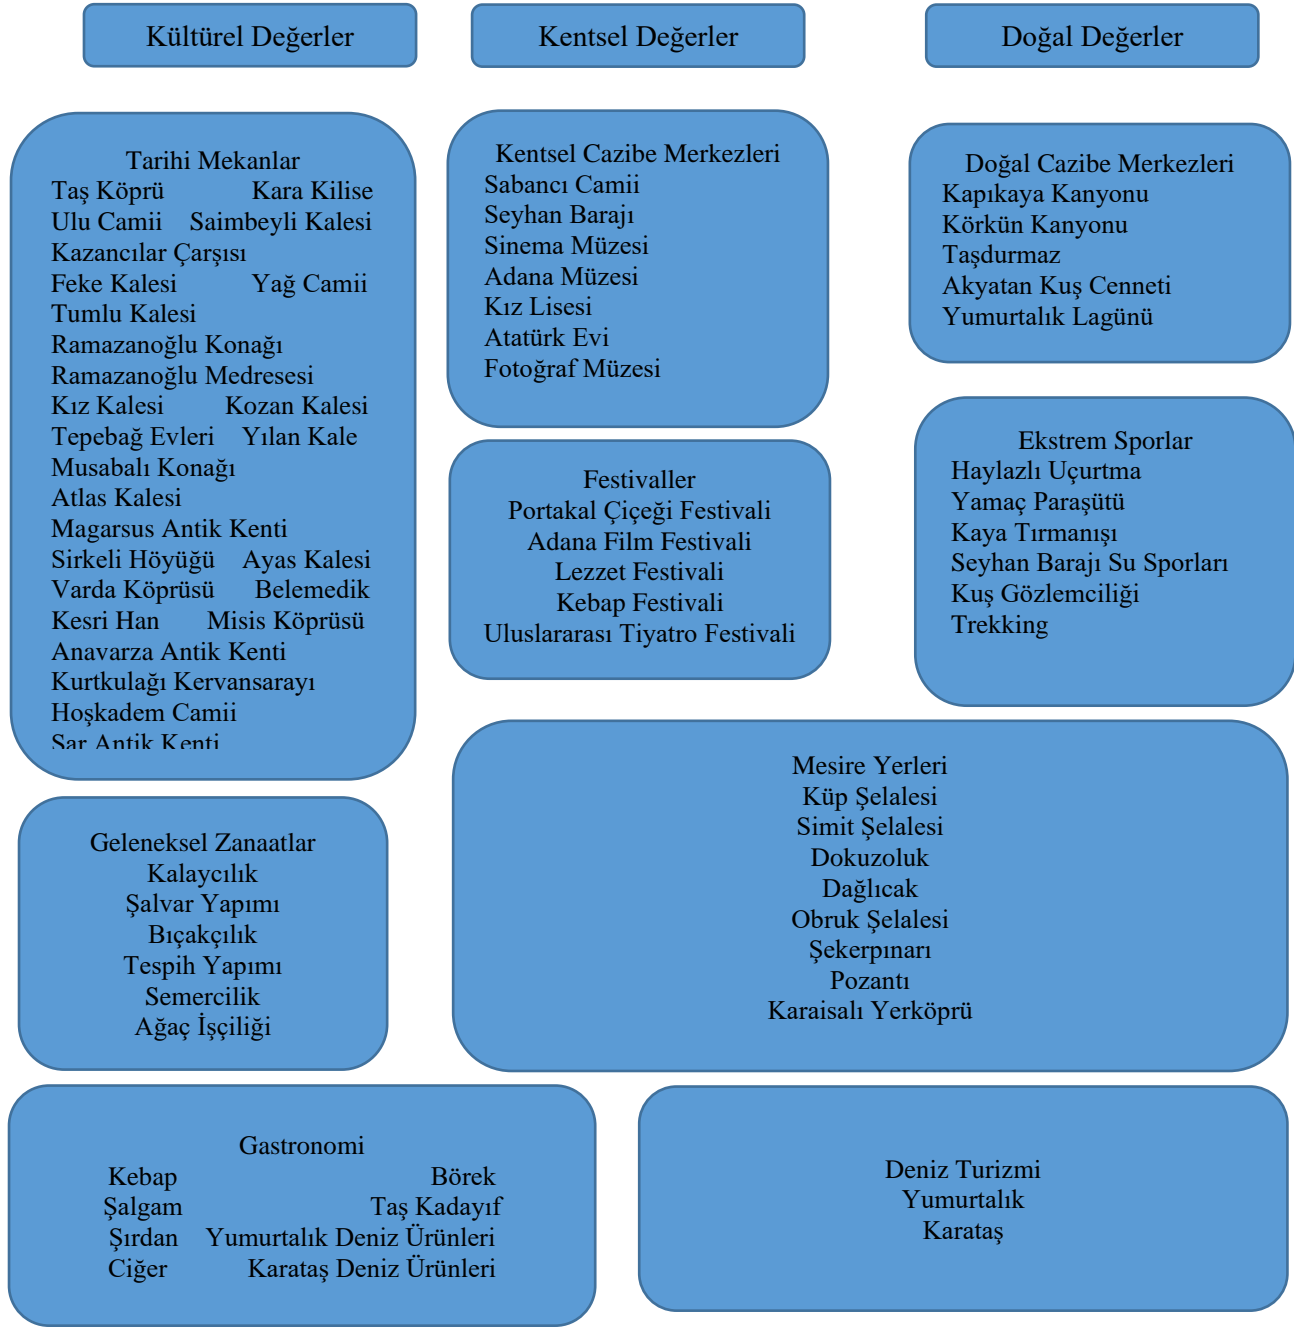 Kültürel Değerler
Kentsel Değerler
Doğal Değerler
Tarihi Mekanlar
Taş Köprü Kara Kilise
Ulu Camii Saimbeyli Kalesi
Kazancılar Çarşısı
Feke Kalesi Yağ Camii
Tumlu Kalesi
Ramazanoğlu Konağı
Ramazanoğlu Medresesi
Kız Kalesi Kozan Kalesi
Tepebağ Evleri Yılan Kale
Musabalı Konağı
Atlas Kalesi
Magarsus Antik Kenti
Sirkeli Höyüğü Ayas Kalesi
Varda Köprüsü Belemedik
Kesri Han Misis Köprüsü
Anavarza Antik Kenti
Kurtkulağı Kervansarayı
Hoşkadem Camii
Sar Antik Kenti
Kentsel Cazibe Merkezleri
Sabancı Camii
Seyhan Barajı
Sinema Müzesi
Adana Müzesi
Kız Lisesi
Atatürk Evi
Fotoğraf Müzesi
Doğal Cazibe Merkezleri
Kapıkaya Kanyonu
Körkün Kanyonu
Taşdurmaz
Akyatan Kuş Cenneti
Yumurtalık Lagünü
Festivaller
Portakal Çiçeği Festivali
Adana Film Festivali
Lezzet Festivali
Kebap Festivali
Uluslararası Tiyatro Festivali
Ekstrem Sporlar
Haylazlı Uçurtma
Yamaç Paraşütü
Kaya Tırmanışı
Seyhan Barajı Su Sporları
Kuş Gözlemciliği
Trekking
Geleneksel Zanaatlar
Kalaycılık
Şalvar Yapımı
Bıçakçılık
Tespih Yapımı
Semercilik
Ağaç İşçiliği
Mesire Yerleri
Küp Şelalesi
Simit Şelalesi
Dokuzoluk
Dağlıcak
Obruk Şelalesi
Şekerpınarı
Pozantı
Karaisalı Yerköprü
Gastronomi
Kebap Börek
Şalgam Taş Kadayıf
Şırdan Yumurtalık Deniz Ürünleri
Ciğer Karataş Deniz Ürünleri
Deniz Turizmi
Yumurtalık
Karataş